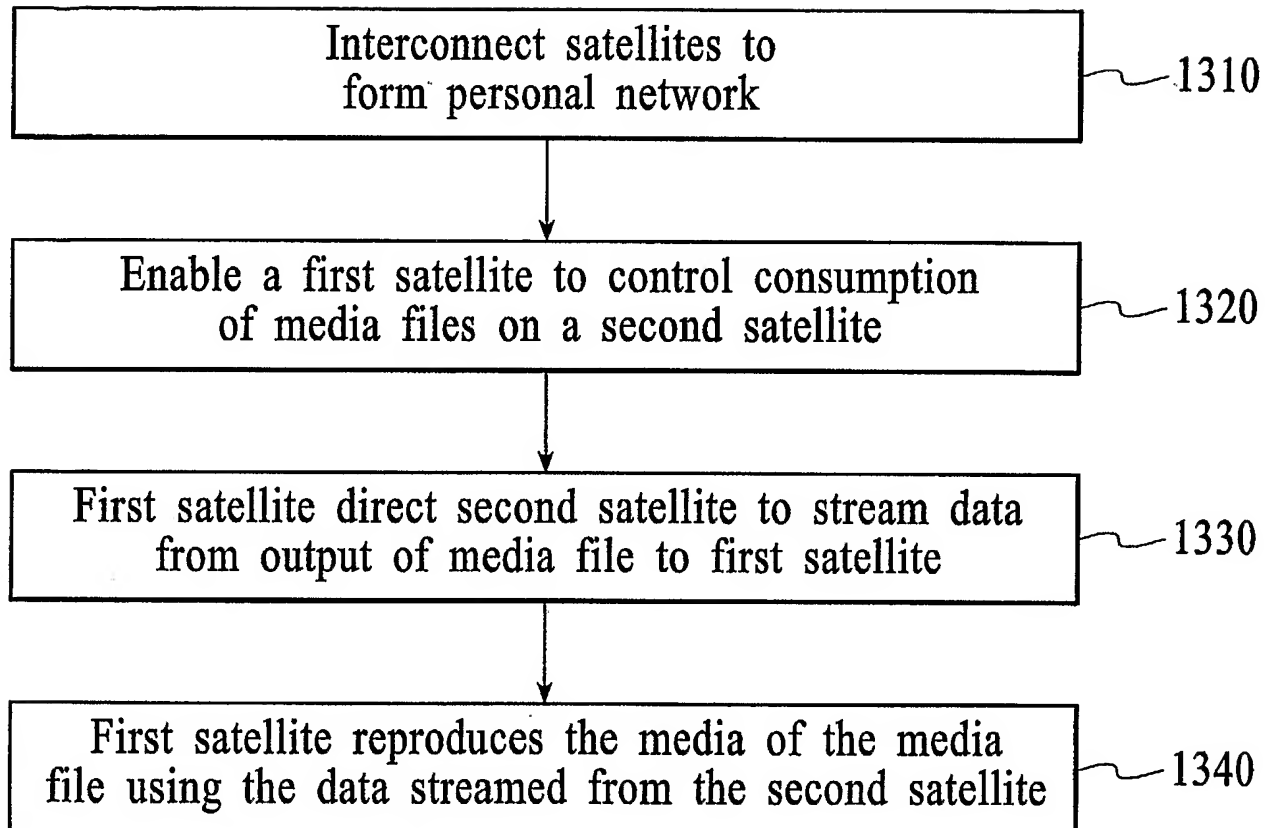 Interconnect satellites to
form personal network
1310
Enable a first satellite to control consumption
of media files on a second satellite
1320
First satellite direct second satellite to stream data
from output of media file to first satellite
1330
First satellite reproduces the media of the media
file using the data streamed from the second satellite
1340